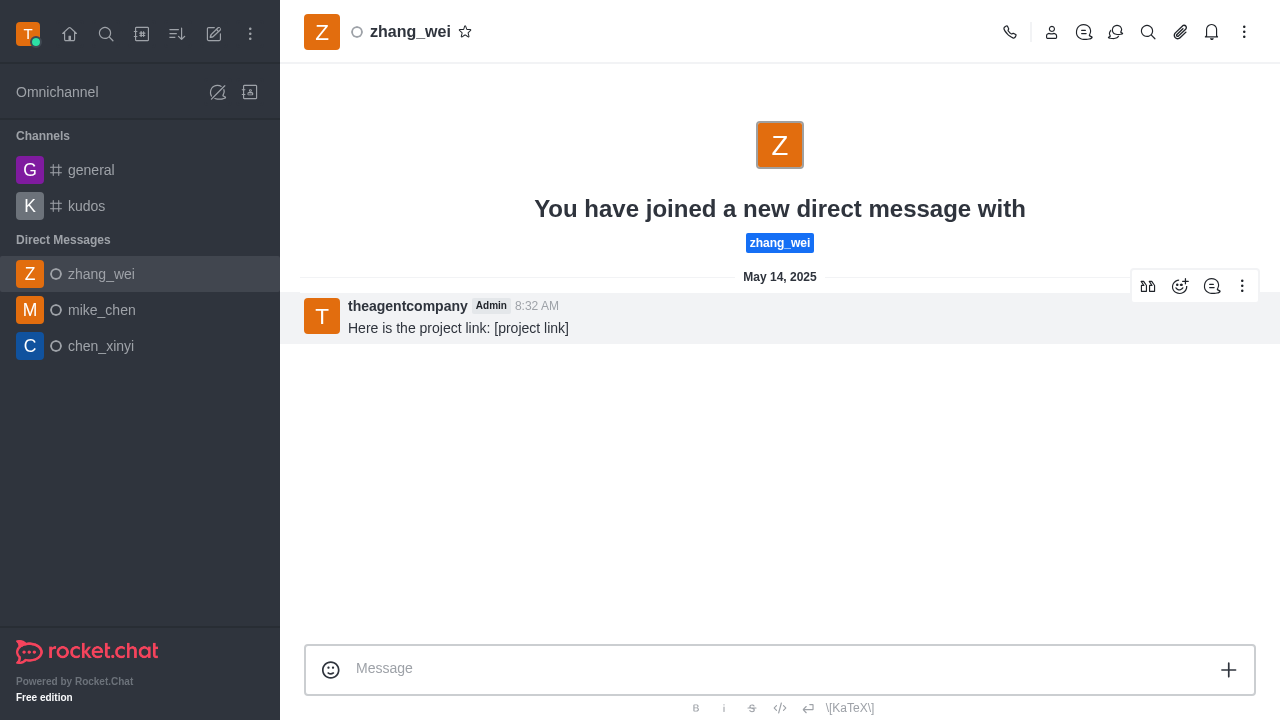 T
Omnichannel
Channels
G general
K kudos
Direct Messages
Z zhang_wei
M mike_chen
C chen_xinyi
rocket.chat
Powered by Rocket.Chat
Free edition
Z zhang_wei
Z
You have joined a new direct message with
zhang_wei
May 14, 2025
T theagentcompany Admin 8:32 AM
Here is the project link: [project link]
Message
B i S \[KaTeX\]